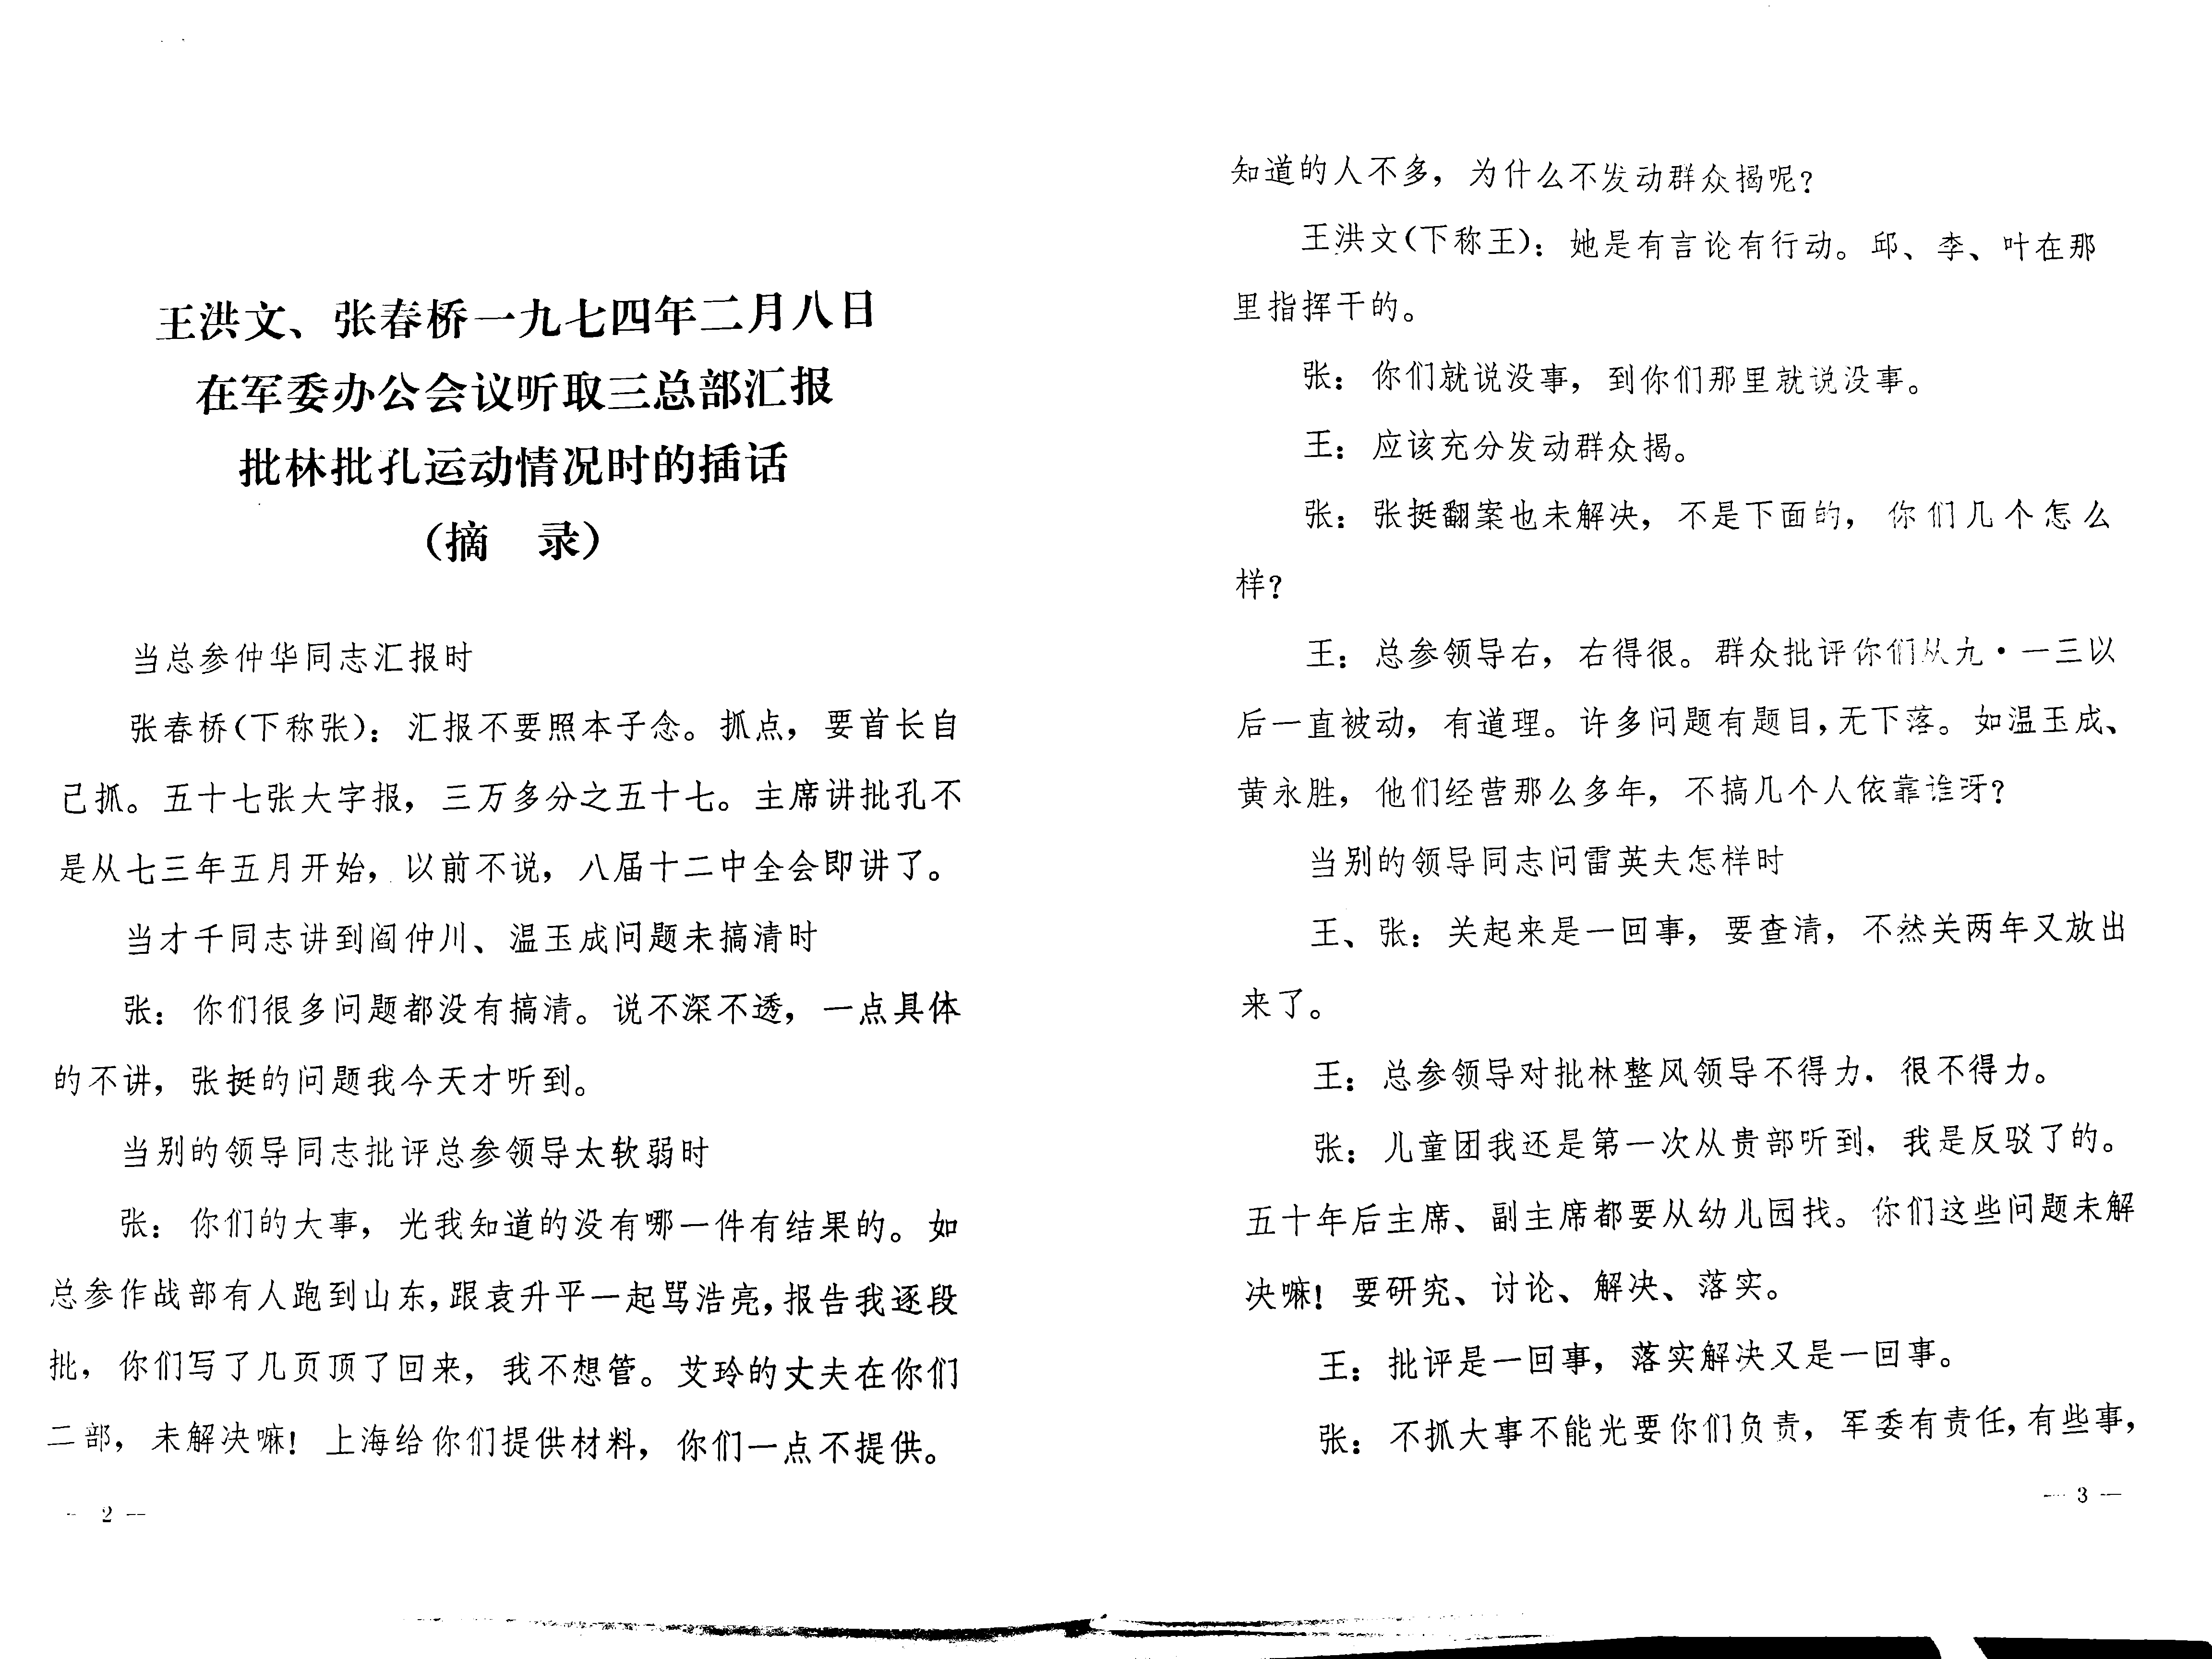 王洪文、张春桥一九七四年二月八日
在军委办公会议听取三总部汇报
批林批孔运动情况时的插话
（摘　录）
当总参仲华同志汇报时
张春桥（下称张）：汇报不要照本子念。抓点，要首长自
己抓。五十七张大字报，三万多分之五十七。主席讲批孔不
是从七三年五月开始，以前不说，八届十二中全会即讲了。
当才千同志讲到阎仲川、温玉成问题未搞清时
张：你们很多问题都没有搞清。说不深不透，一点具体
的不讲，张挺的问题我今天才听到。
当别的领导同志批评总参领导太软弱时
张：你们的大事，光我知道的没有哪一件有结果的。如
总参作战部有人跑到山东，跟袁升平一起骂浩亮，报告我逐段
批，你们写了几页顶了回来，我不想管。艾玲的丈夫在你们
二部，未解决嘛！上海给你们提供材料，你们一点不提供。
— 2 —
知道的人不多，为什么不发动群众揭呢？
王洪文（下称王）：她是有言论有行动。邱、李、叶在那
里指挥干的。
张：你们就说没事，到你们那里就说没事。
王：应该充分发动群众揭。
张：张挺翻案也未解决，不是下面的，你们几个怎么
样？
王：总参领导右，右得很。群众批评你们从九·一三以
后一直被动，有道理。许多问题有题目，无下落。如温玉成、
黄永胜，他们经营那么多年，不搞几个人依靠谁呀？
当别的领导同志问雷英夫怎样时
王、张：关起来是一回事，要查清，不然关两年又放出
来了。
王：总参领导对批林整风领导不得力，很不得力。
张：儿童团我还是第一次从贵部听到，我是反驳了的。
五十年后主席、副主席都要从幼儿园找。你们这些问题未解
决嘛！要研究、讨论、解决、落实。
王：批评是一回事，落实解决又是一回事。
张：不抓大事不能光要你们负责，军委有责任，有些事，
— 3 —